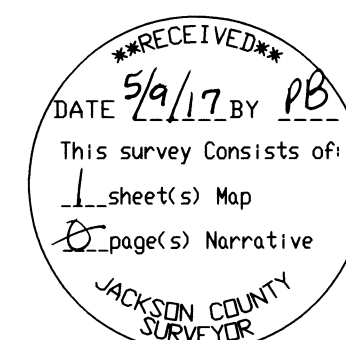 **RECEIVED**
DATE 5/9/17 BY PB
This survey Consists of:
1 sheet(s) Map
0 page(s) Narrative
JACKSON COUNTY
SURVEYOR